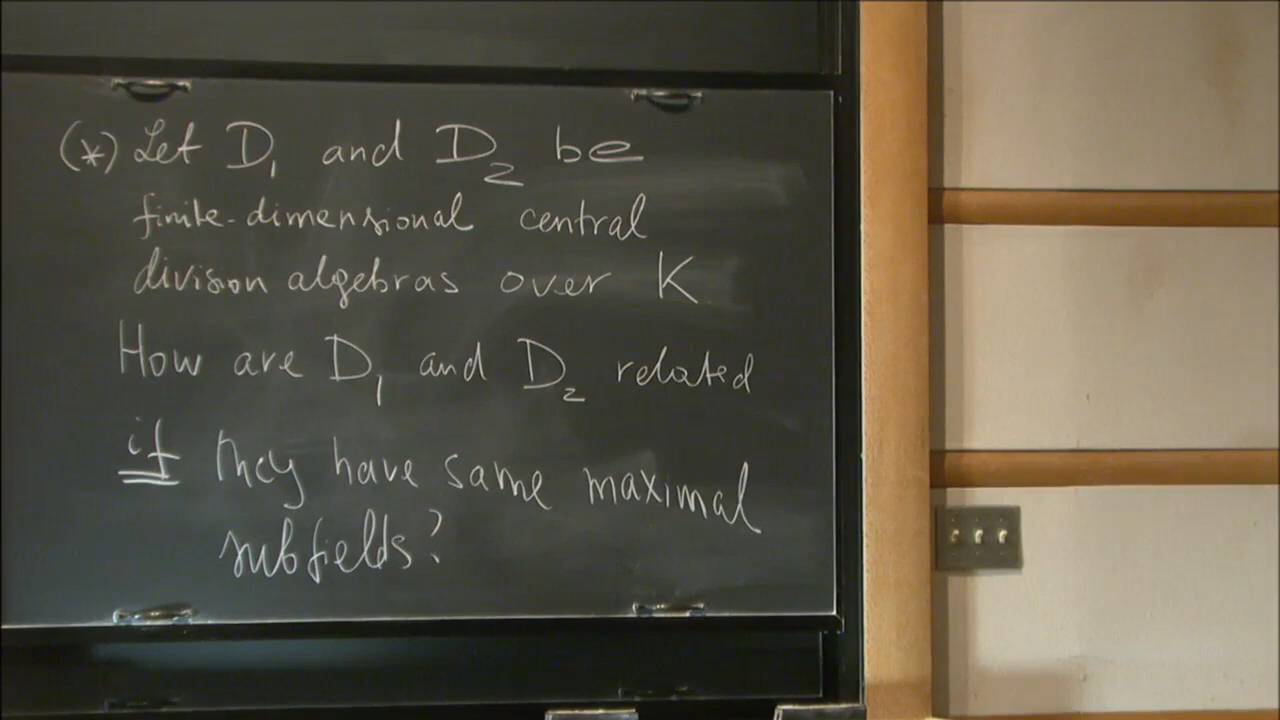 (*) Let D₁ and D₂ be
finite-dimensional central
division algebras over K.
How are D₁ and D₂ related
if they have same maximal
subfields?